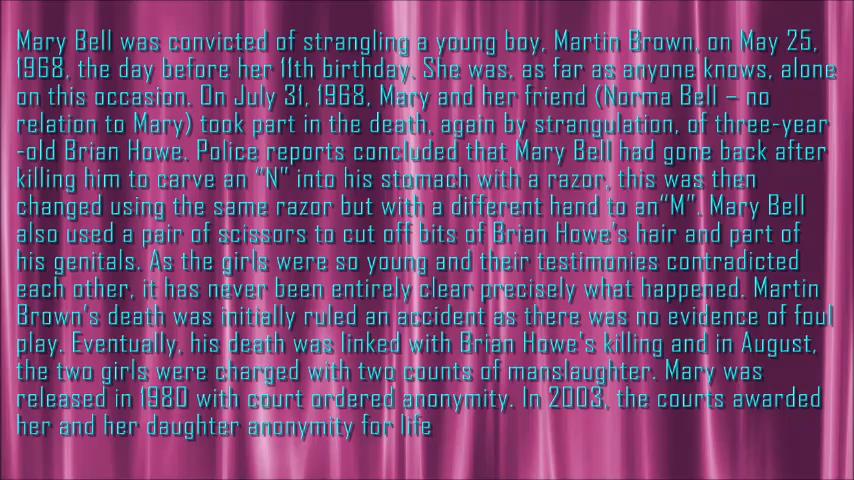 Mary Bell was convicted of strangling a young boy, Martin Brown, on May 25,
1968, the day before her 11th birthday. She was, as far as anyone knows, alone
on this occasion. On July 31, 1968, Mary and her friend (Norma Bell – no
relation to Mary) took part in the death, again by strangulation, of three-year
-old Brian Howe. Police reports concluded that Mary Bell had gone back after
killing him to carve an “N” into his stomach with a razor, this was then
changed using the same razor but with a different hand to an“M”. Mary Bell
also used a pair of scissors to cut off bits of Brian Howe's hair and part of
his genitals. As the girls were so young and their testimonies contradicted
each other, it has never been entirely clear precisely what happened. Martin
Brown's death was initially ruled an accident as there was no evidence of foul
play. Eventually, his death was linked with Brian Howe's killing and in August,
the two girls were charged with two counts of manslaughter. Mary was
released in 1980 with court ordered anonymity. In 2003, the courts awarded
her and her daughter anonymity for life